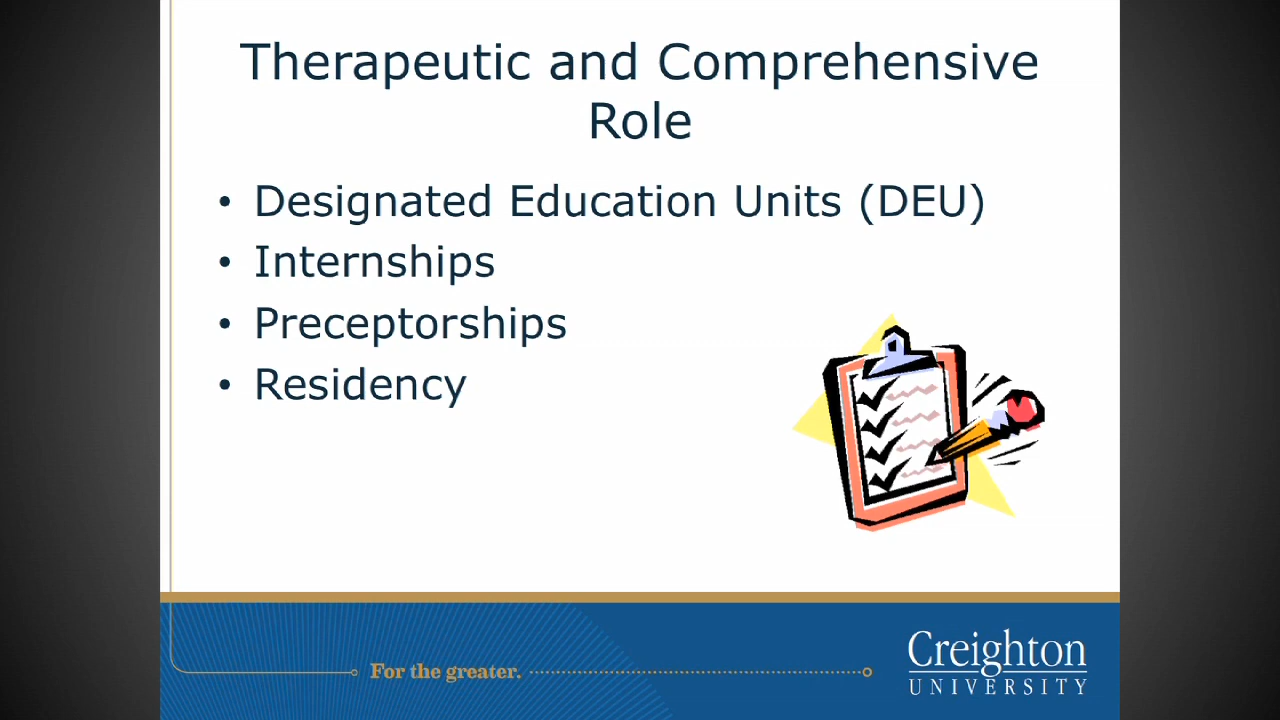 Therapeutic and Comprehensive
Role
• Designated Education Units (DEU)
• Internships
• Preceptorships
• Residency
For the greater.
Creighton
UNIVERSITY